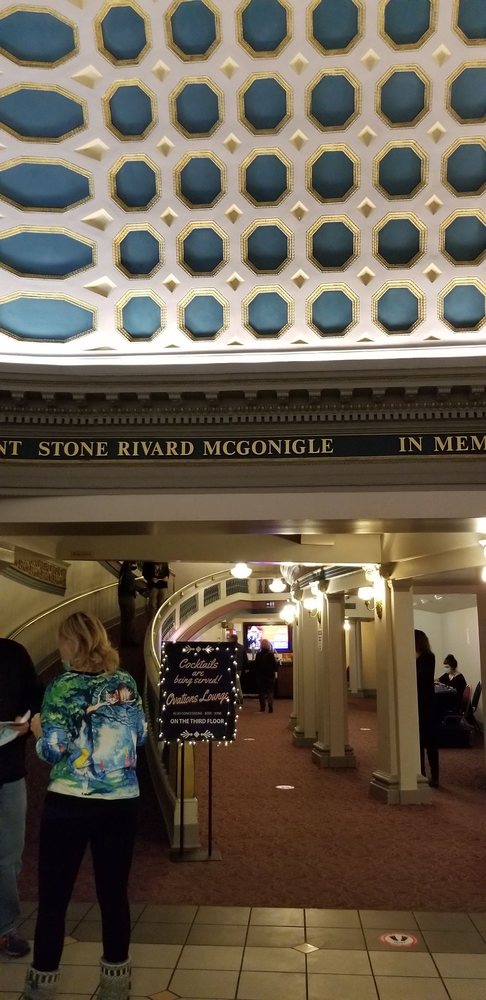 NT STONE RIVARD MCGONIGLE IN MEM
Cocktails
are
being served!
Ovations Lounge
ON THE THIRD FLOOR